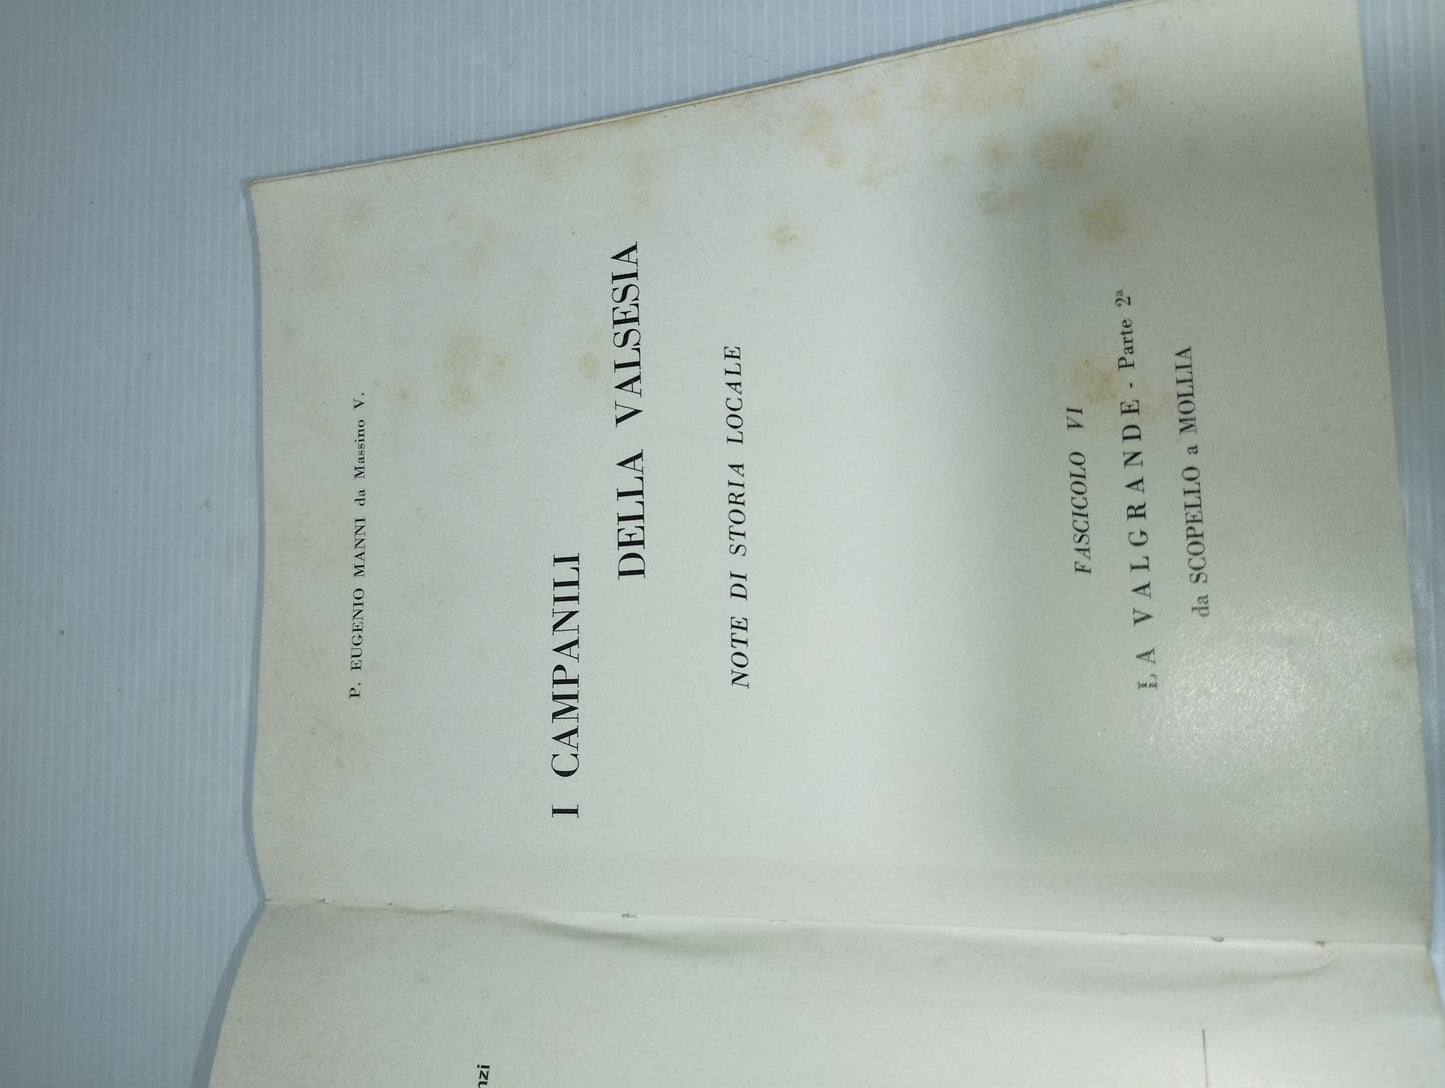 P. EUGENIO MANNI da Massino V.
I CAMPANILI
DELLA VALSESIA
NOTE DI STORIA LOCALE
FASCICOLO VI
LA VALGRANDE - Parte 2ª
da SCOPELLO a MOLLIA